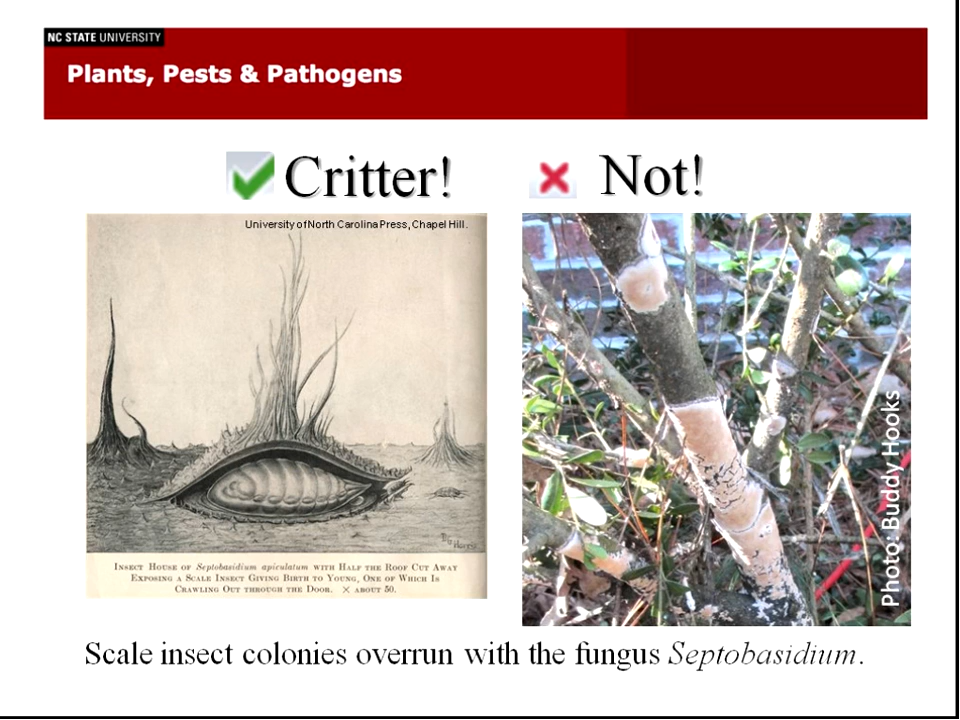 NC STATE UNIVERSITY
Plants, Pests & Pathogens
Critter!
Not!
University of North Carolina Press, Chapel Hill.
INSECT HOUSE OF Septobasidium apiculatum WITH HALF THE ROOF CUT AWAY
EXPOSING A SCALE INSECT GIVING BIRTH TO YOUNG, ONE OF WHICH IS
CRAWLING OUT THROUGH THE DOOR. × ABOUT 50.
Photo: Buddy Hooks
Scale insect colonies overrun with the fungus Septobasidium.